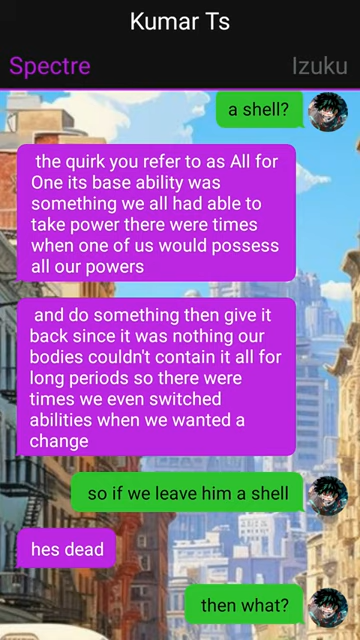 Kumar Ts
Spectre
Izuku
a shell?
the quirk you refer to as All for
One its base ability was
something we all had able to
take power there were times
when one of us would possess
all our powers
and do something then give it
back since it was nothing our
bodies couldn't contain it all for
long periods so there were
times we even switched
abilities when we wanted a
change
so if we leave him a shell
hes dead
then what?